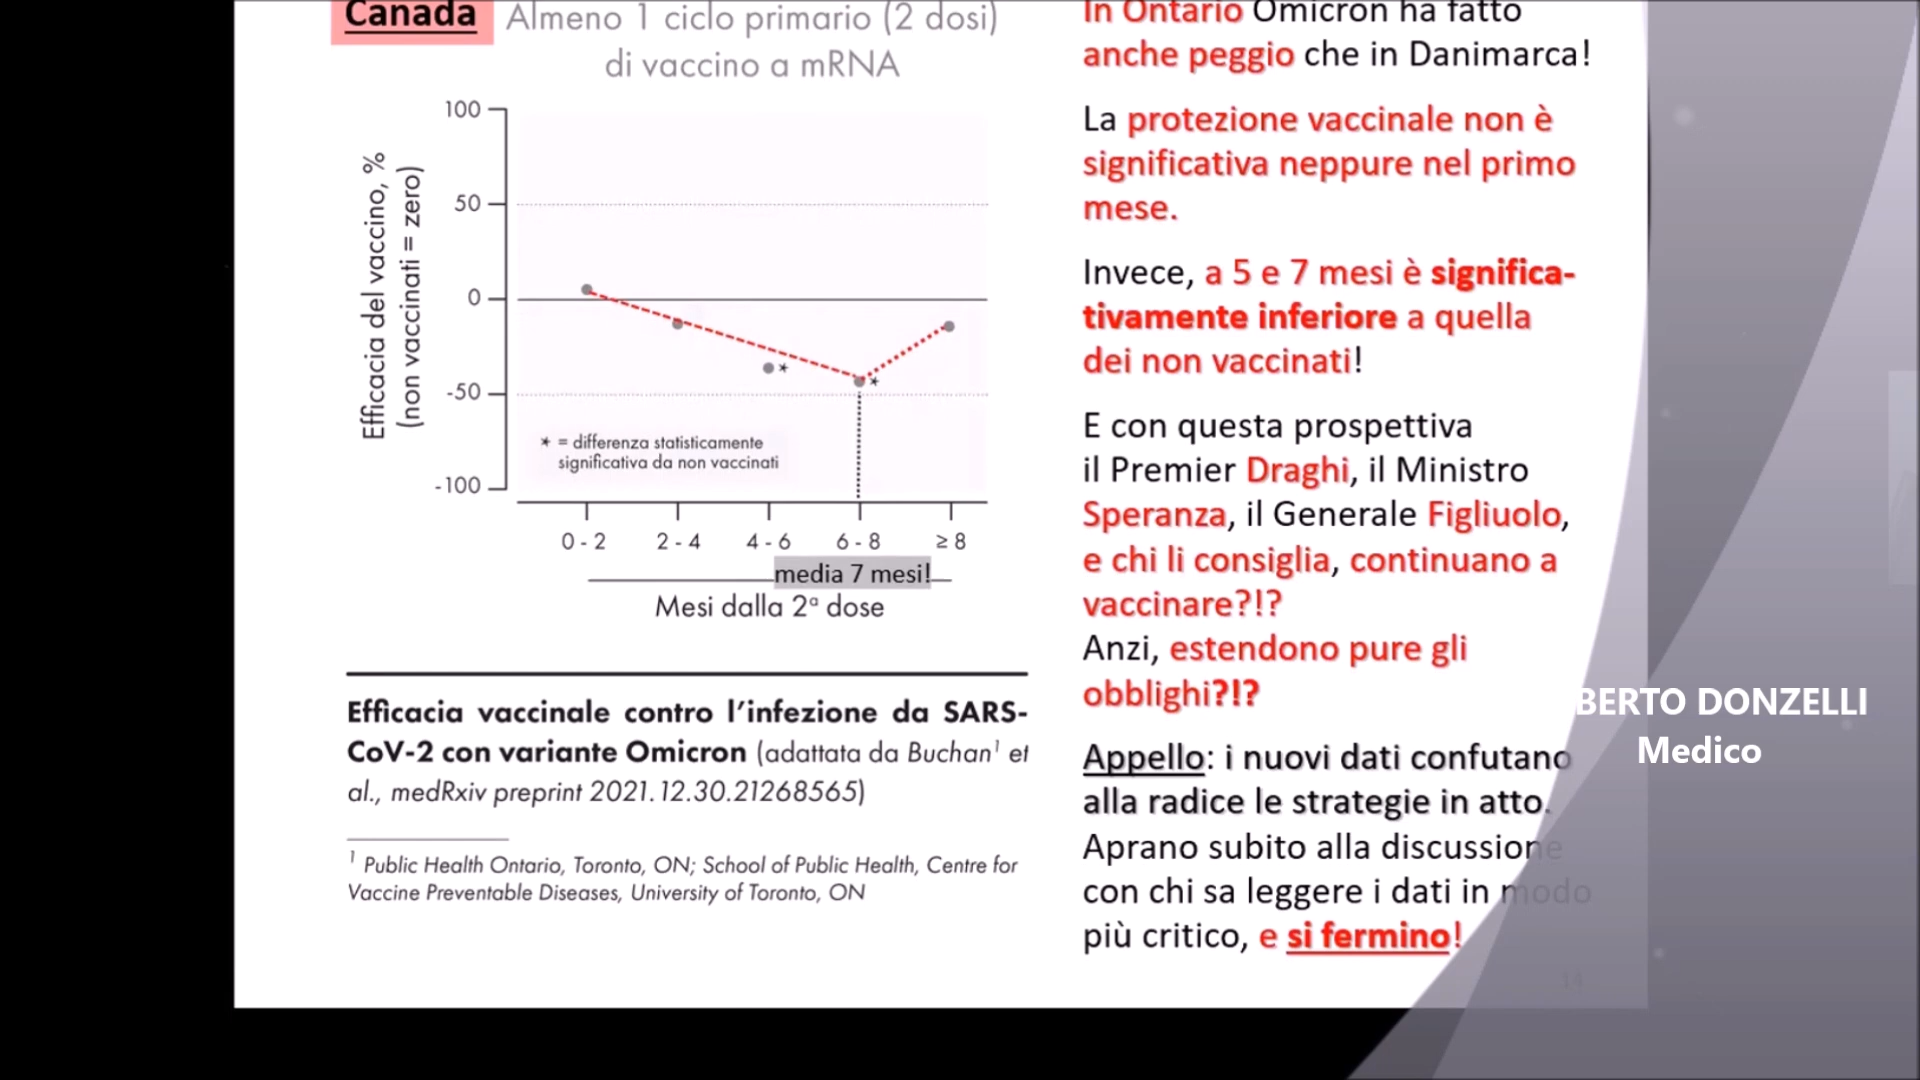 Canada Almeno 1 ciclo primario (2 dosi)
di vaccino a mRNA
Efficacia del vaccino, %
(non vaccinati = zero)
100
50
0
-50
-100
* = differenza statisticamente
significativa da non vaccinati
*
*
0 - 2 2 - 4 4 - 6 6 - 8 ≥ 8
media 7 mesi!
Mesi dalla 2ª dose
Efficacia vaccinale contro l'infezione da SARS-
CoV-2 con variante Omicron (adattata da Buchan¹ et
al., medRxiv preprint 2021.12.30.21268565)
¹ Public Health Ontario, Toronto, ON; School of Public Health, Centre for
Vaccine Preventable Diseases, University of Toronto, ON
In Ontario Omicron ha fatto
anche peggio che in Danimarca!
La protezione vaccinale non è
significativa neppure nel primo
mese.
Invece, a 5 e 7 mesi è significa-
tivamente inferiore a quella
dei non vaccinati!
E con questa prospettiva
il Premier Draghi, il Ministro
Speranza, il Generale Figliuolo,
e chi li consiglia, continuano a
vaccinare?!?
Anzi, estendono pure gli
obblighi?!?
Appello: i nuovi dati confutano
alla radice le strategie in atto.
Aprano subito alla discussione
con chi sa leggere i dati in modo
più critico, e si fermino!
14
BERTO DONZELLI
Medico